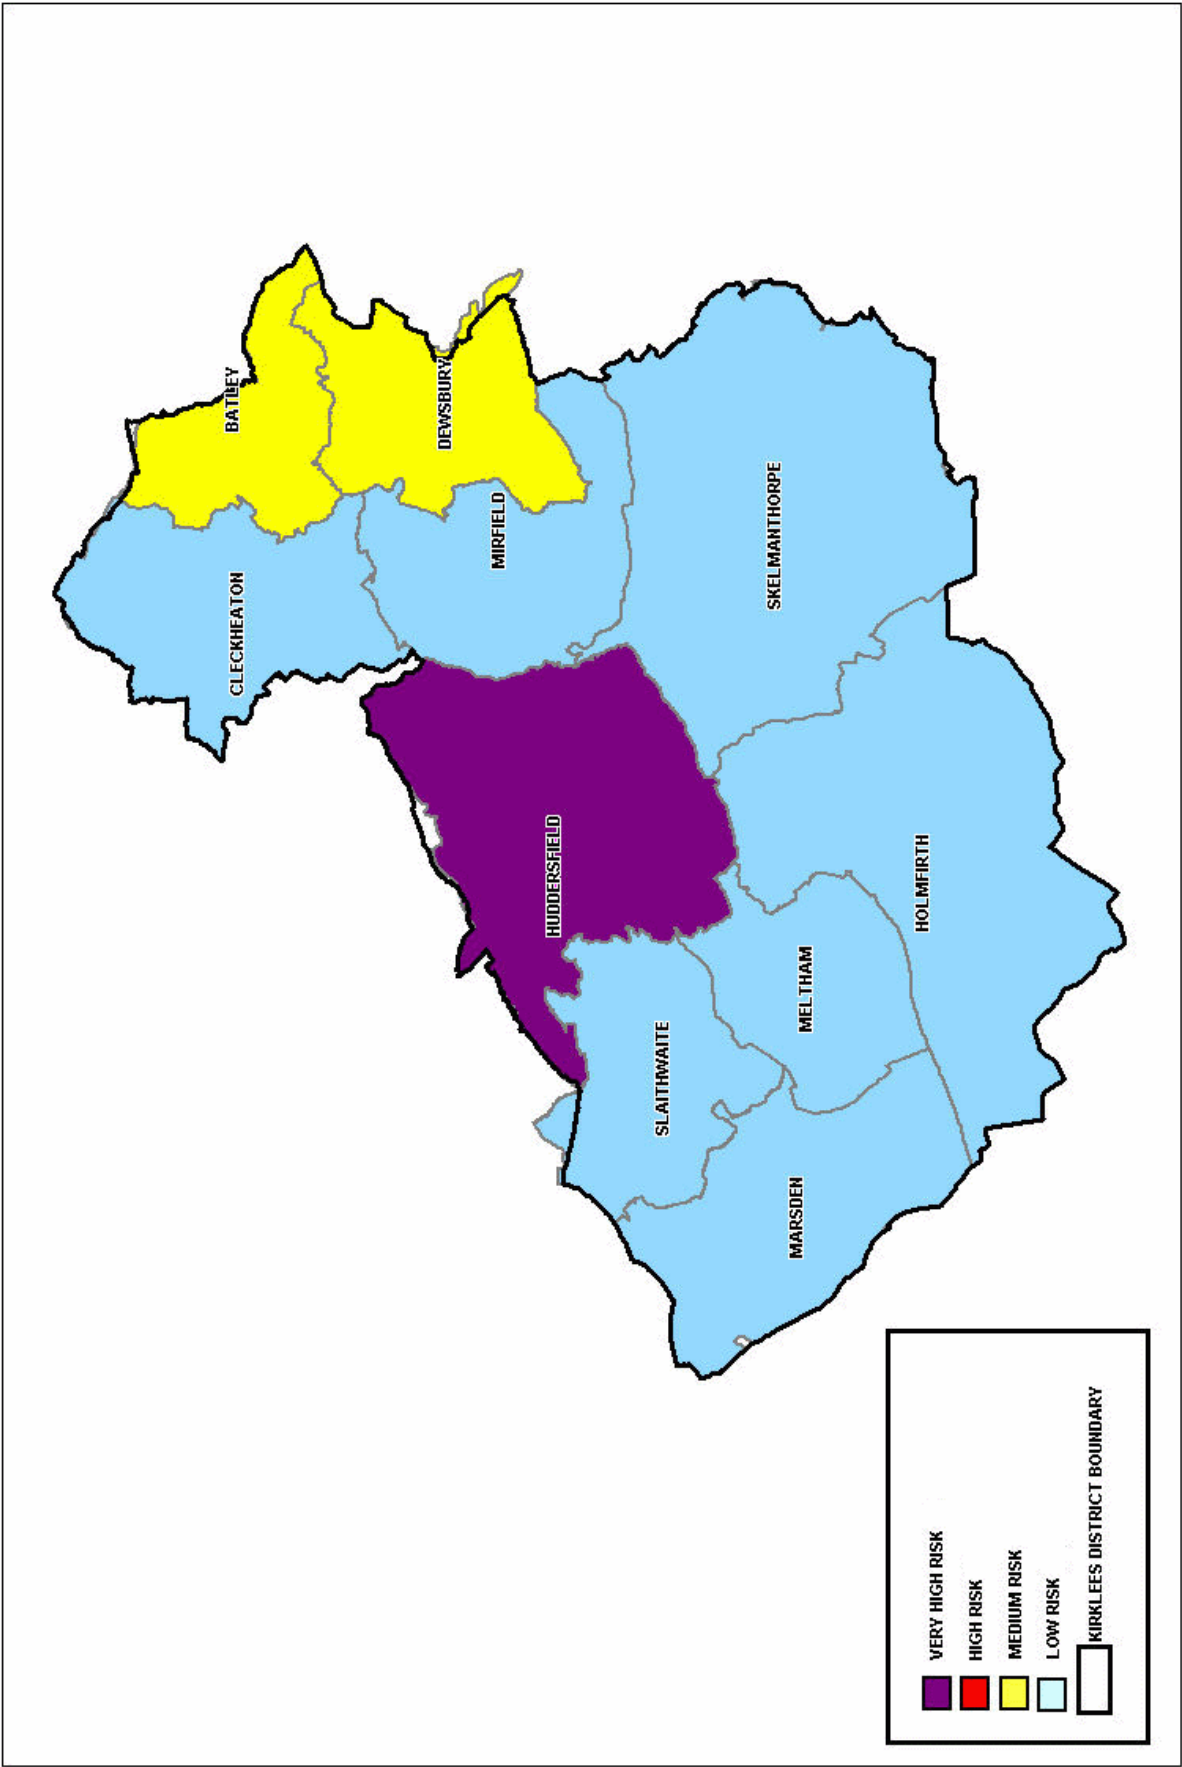 BATLEY
CLECKHEATON
DEWSBURY
MIRFIELD
HUDDERSFIELD
SKELMANTHORPE
SLAITHWAITE
MELTHAM
HOLMFIRTH
MARSDEN
VERY HIGH RISK
HIGH RISK
MEDIUM RISK
LOW RISK
KIRKLEES DISTRICT BOUNDARY